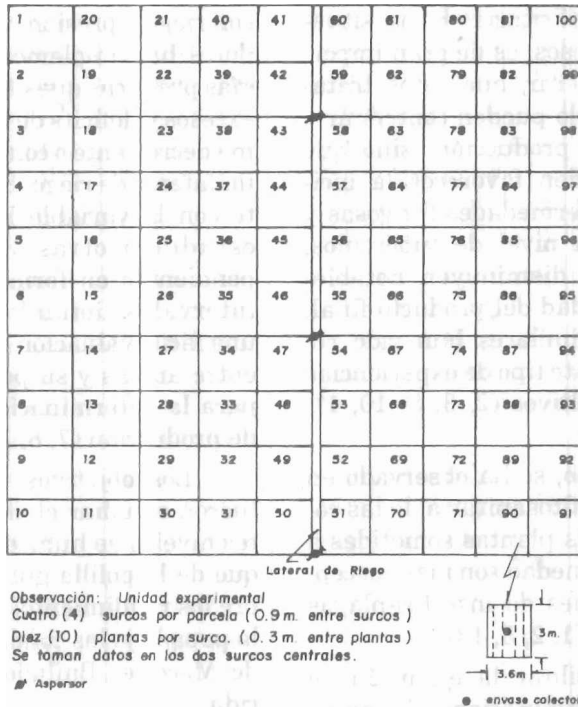 1 20 21 40 41 60 61 80 81 100
2 19 22 39 42 59 62 79 82 99
3 18 23 38 43 58 63 78 83 98
4 17 24 37 44 57 64 77 84 97
5 16 25 36 45 56 65 76 85 96
6 15 26 35 46 55 66 75 86 95
7 14 27 34 47 54 67 74 87 94
8 13 28 33 48 53 68 73 88 93
9 12 29 32 49 52 69 72 89 92
10 11 30 31 50 51 70 71 90 91
Lateral de Riego
Observación: Unidad experimental
Cuatro (4) surcos por parcela (0.9 m. entre surcos)
Diez (10) plantas por surco. (0.3 m entre plantas)
Se toman datos en los dos surcos centrales.
Aspersor
3m.
3.6m
envase colector